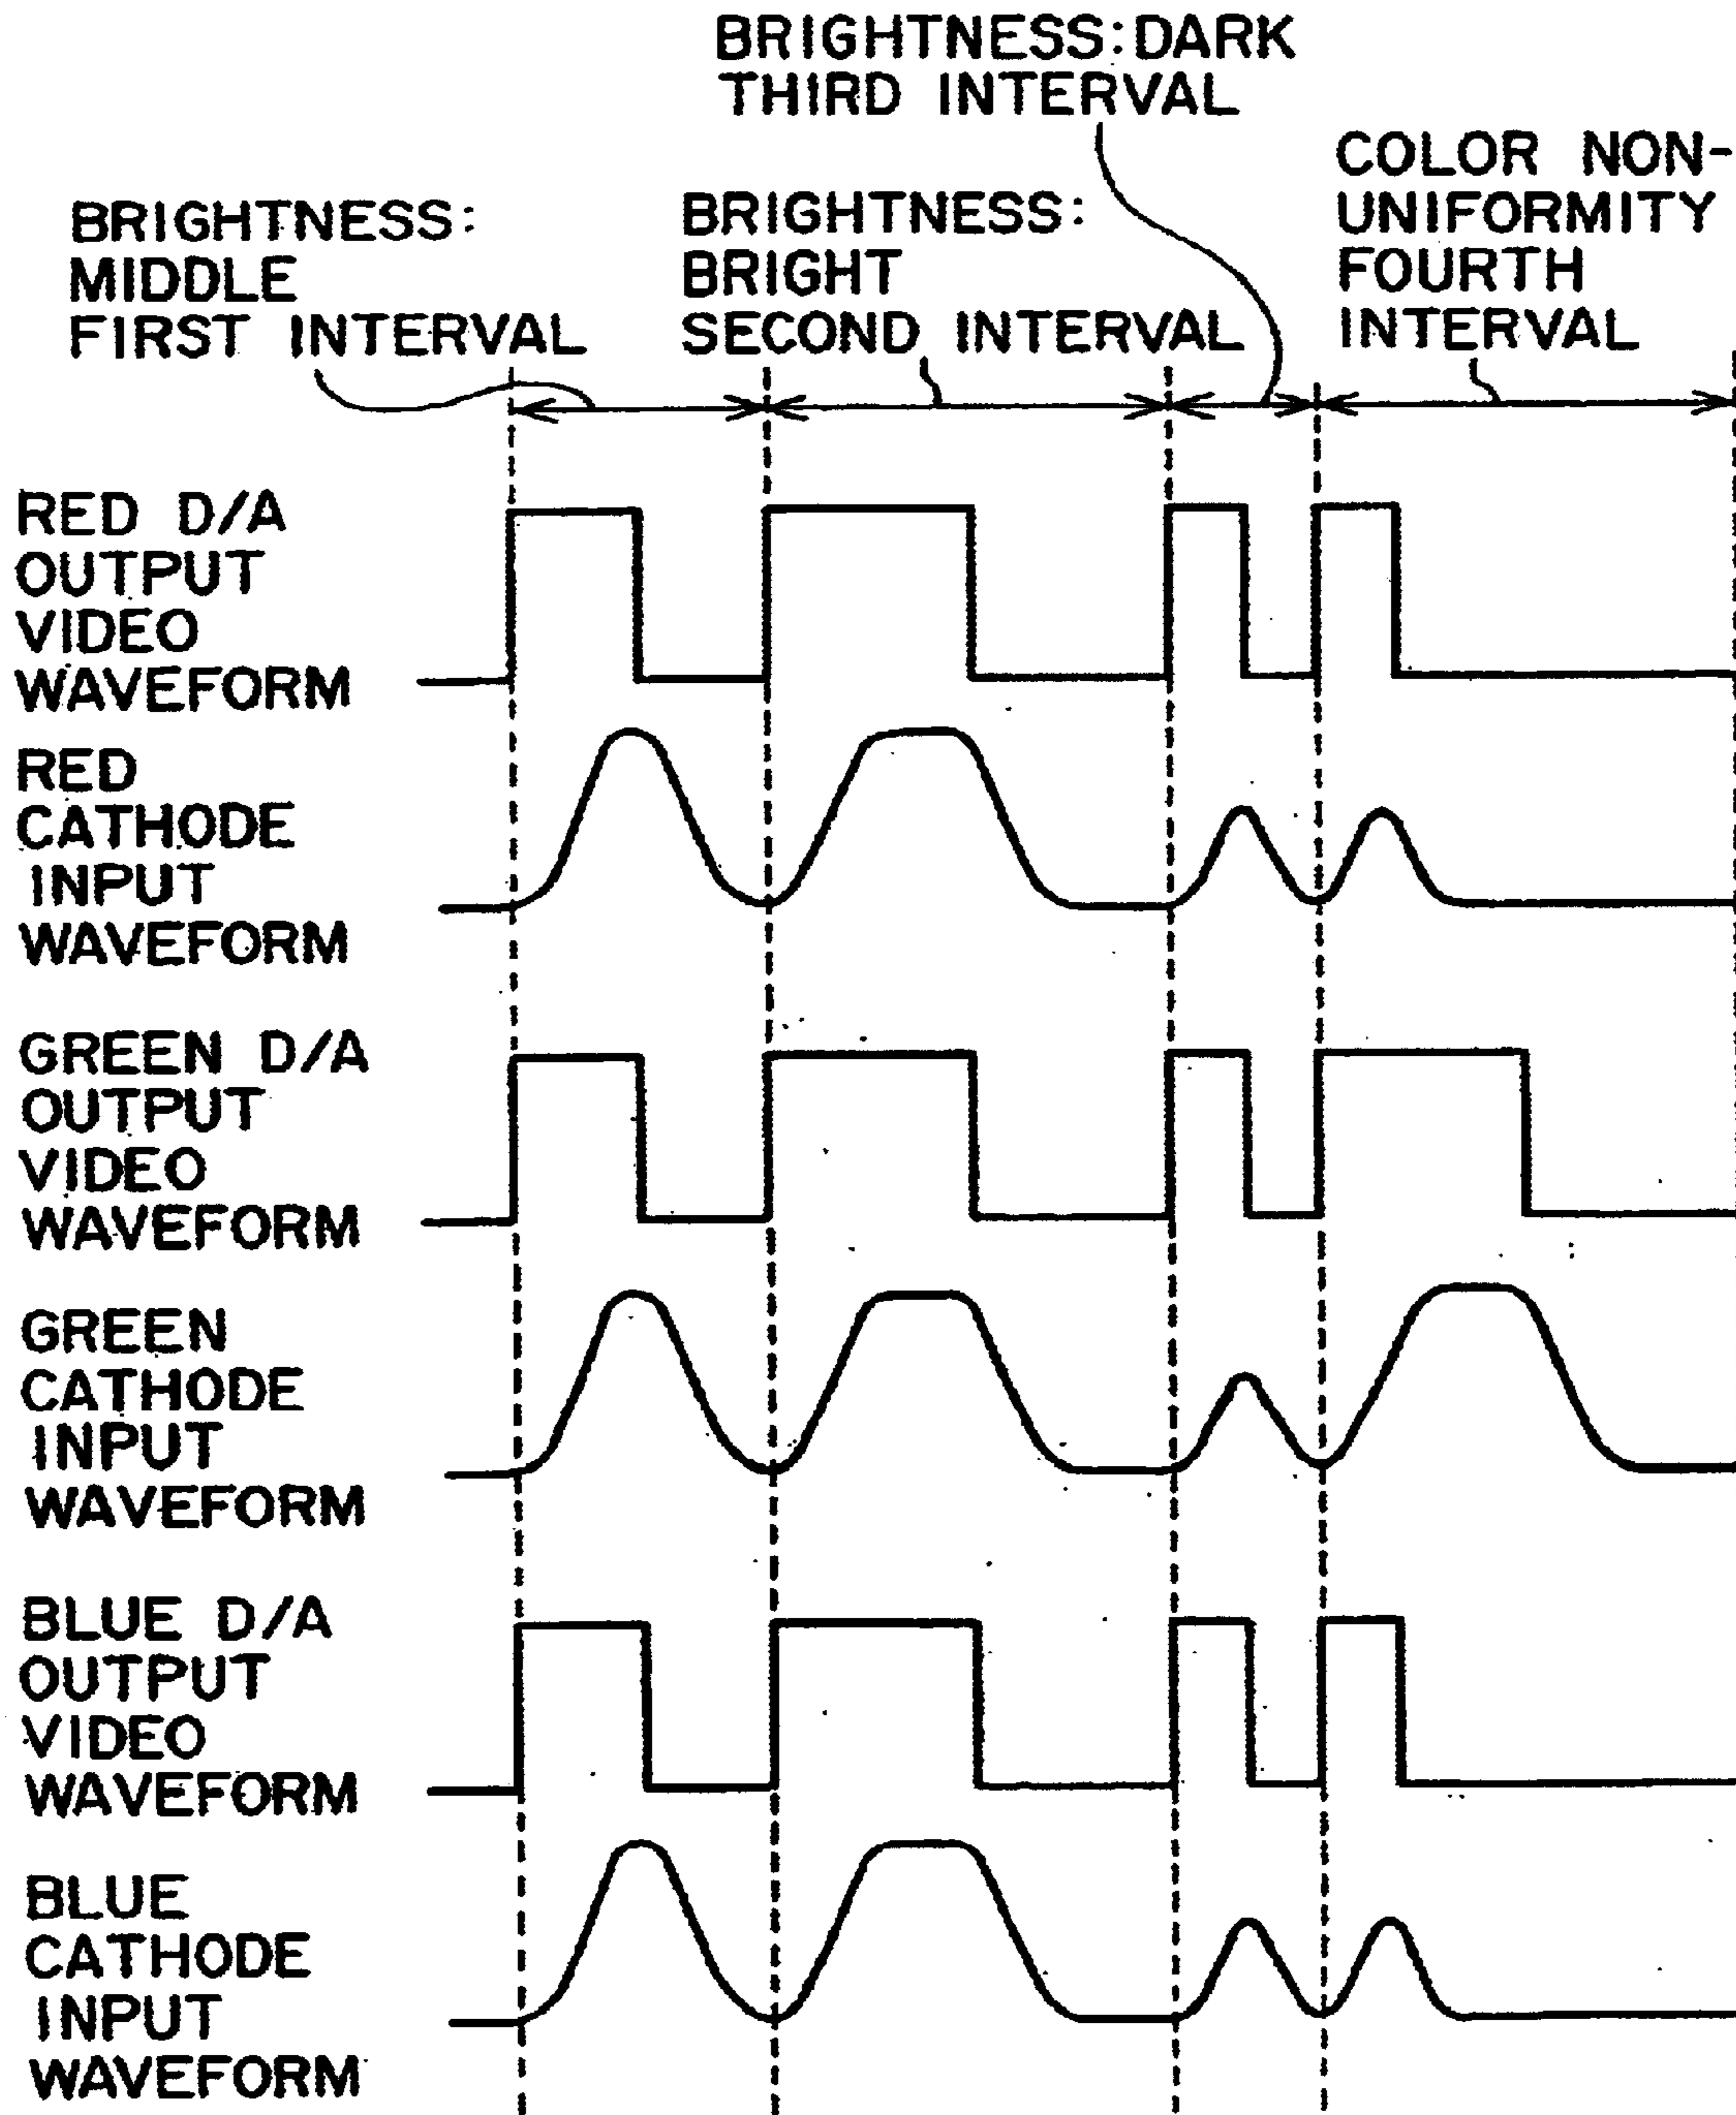 BRIGHTNESS:DARK
THIRD INTERVAL
COLOR NON-
UNIFORMITY
FOURTH
INTERVAL
BRIGHTNESS:
MIDDLE
FIRST INTERVAL
BRIGHTNESS:
BRIGHT
SECOND INTERVAL
RED D/A
OUTPUT
VIDEO
WAVEFORM
RED
CATHODE
INPUT
WAVEFORM
GREEN D/A
OUTPUT
VIDEO
WAVEFORM
GREEN
CATHODE
INPUT
WAVEFORM
BLUE D/A
OUTPUT
VIDEO
WAVEFORM
BLUE
CATHODE
INPUT
WAVEFORM